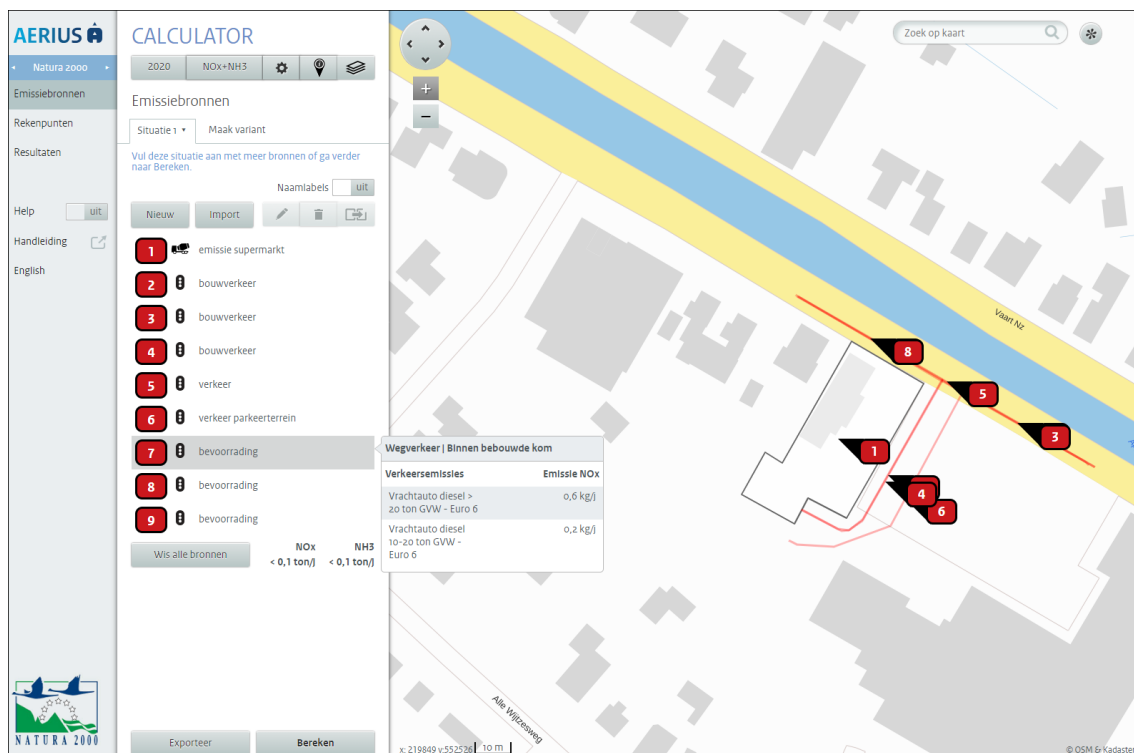 AERIUS
Natura 2000
Emissiebronnen
Rekenpunten
Resultaten
Help
uit
Handleiding
English
NATURA 2000
CALCULATOR
2020
NOx+NH3
Emissiebronnen
Situatie 1
Maak variant
Vul deze situatie aan met meer bronnen of ga verder
naar Bereken.
Naamlabels
uit
Nieuw
Import
1 emissie supermarkt
2 bouwverkeer
3 bouwverkeer
4 bouwverkeer
5 verkeer
6 verkeer parkeerterrein
7 bevoorrading
8 bevoorrading
9 bevoorrading
Wis alle bronnen
NOx NH3
< 0,1 ton/j < 0,1 ton/j
Exporteer
Bereken
Wegverkeer | Binnen bebouwde kom
Verkeersemissies Emissie NOx
Vrachtauto diesel > 0,6 kg/j
20 ton GVW - Euro 6
Vrachtauto diesel 0,2 kg/j
10-20 ton GVW -
Euro 6
Zoek op kaart
Vaart Nz
8
5
3
1
4
6
Alle Wijtzesweg
x: 219849 y:552526 10 m
© OSM & Kadaster